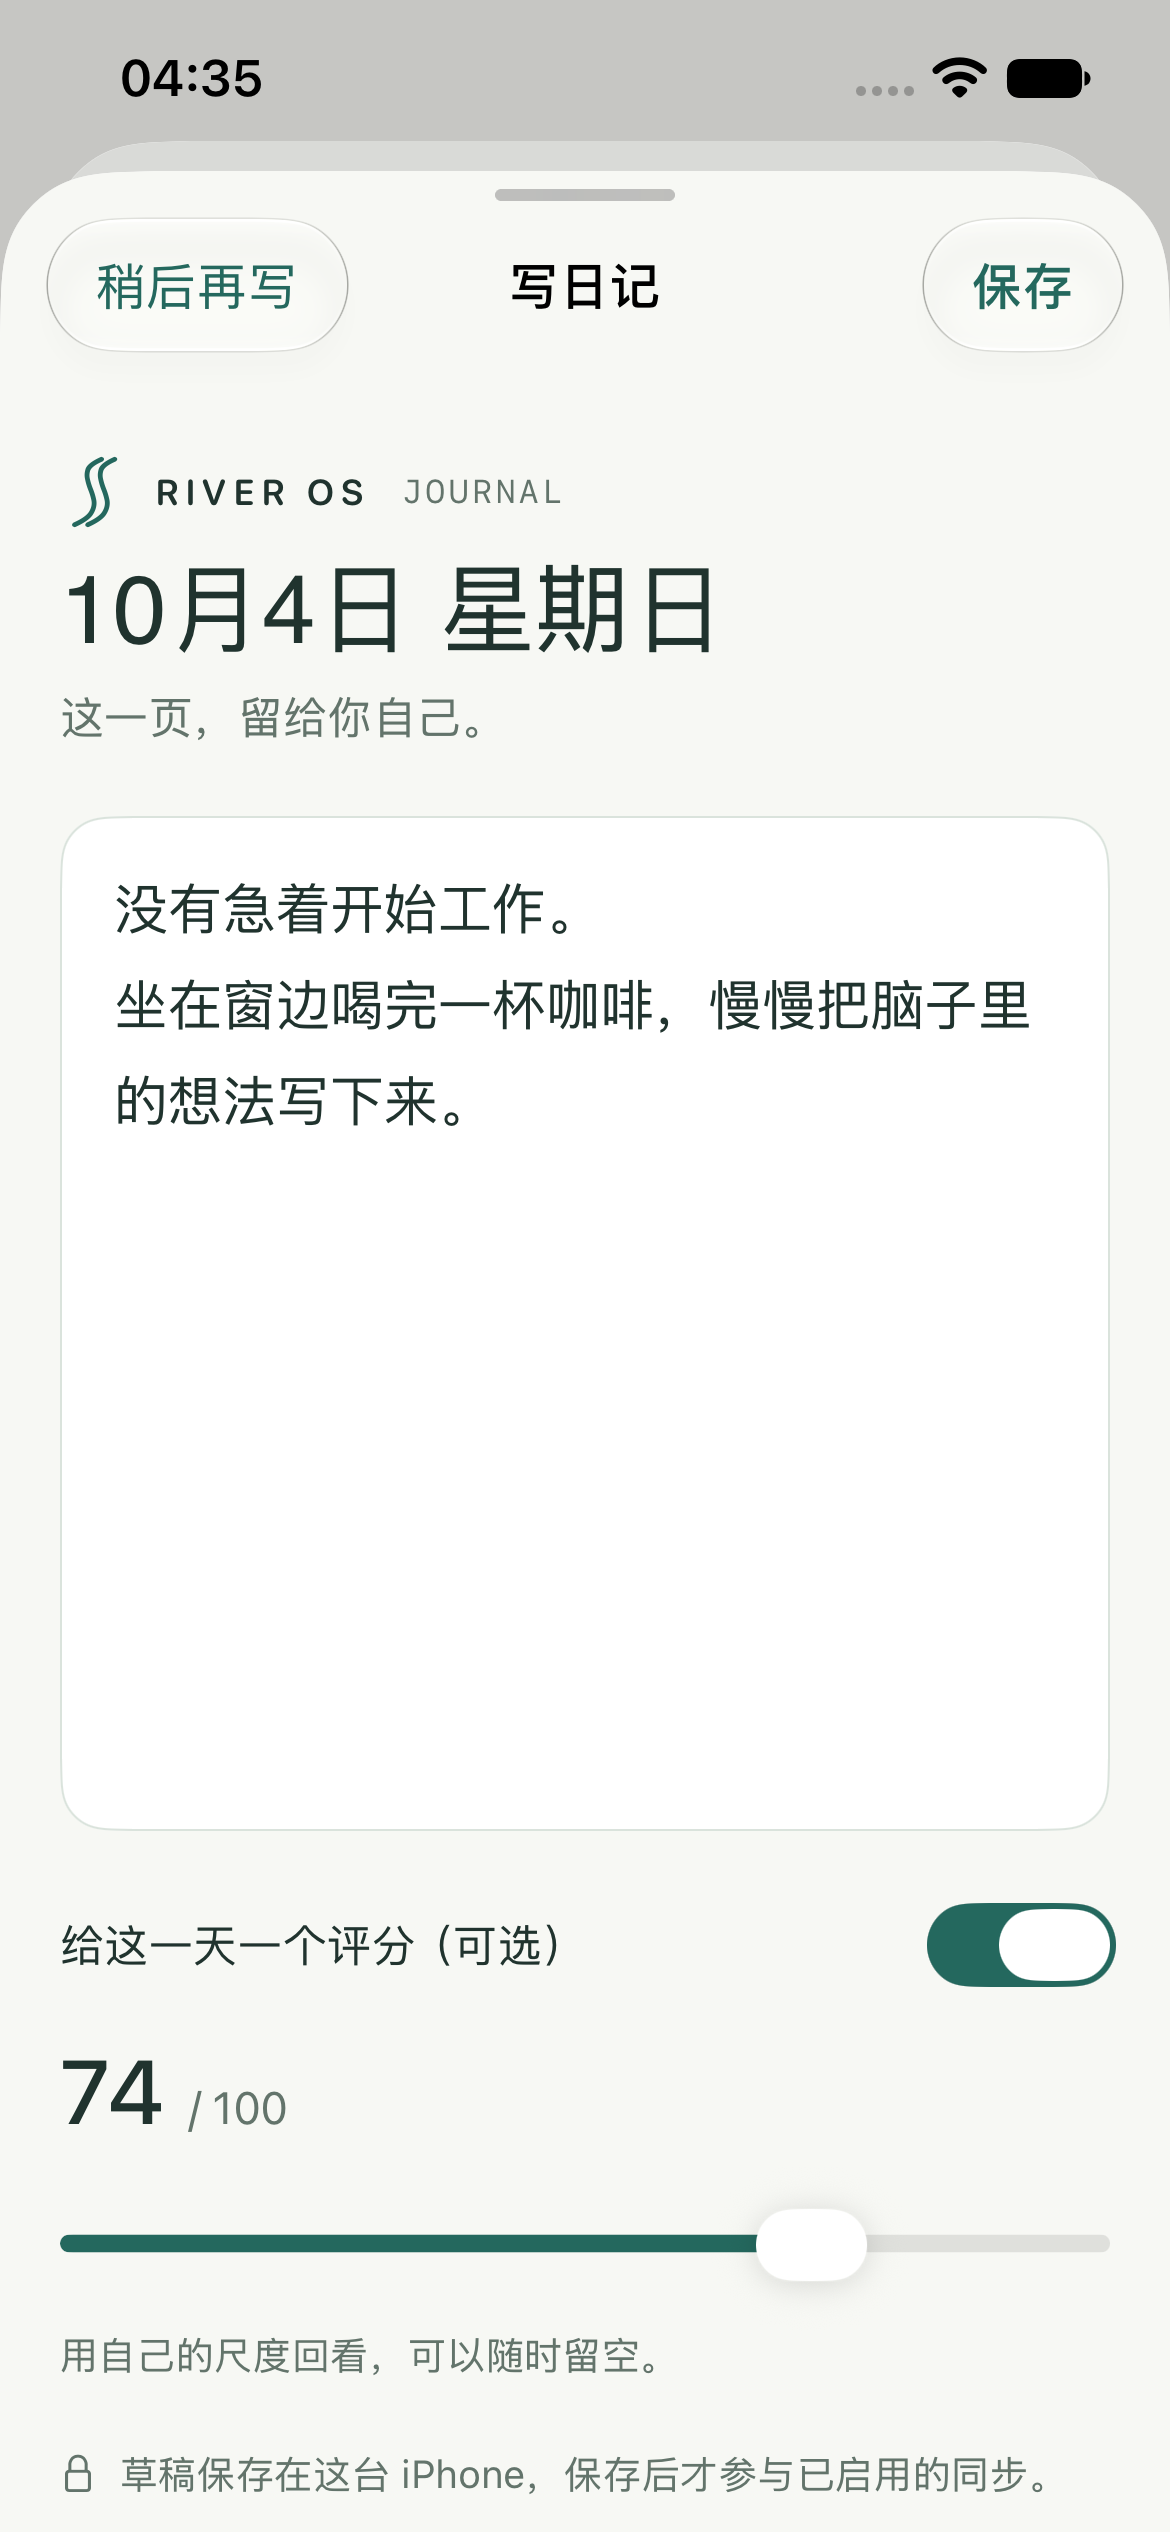 04:35
稍后再写
写日记
保存
RIVER OS JOURNAL
10月4日 星期日
这一页，留给你自己。
没有急着开始工作。
坐在窗边喝完一杯咖啡，慢慢把脑子里
的想法写下来。
给这一天一个评分（可选）
74 / 100
用自己的尺度回看，可以随时留空。
草稿保存在这台 iPhone，保存后才参与已启用的同步。